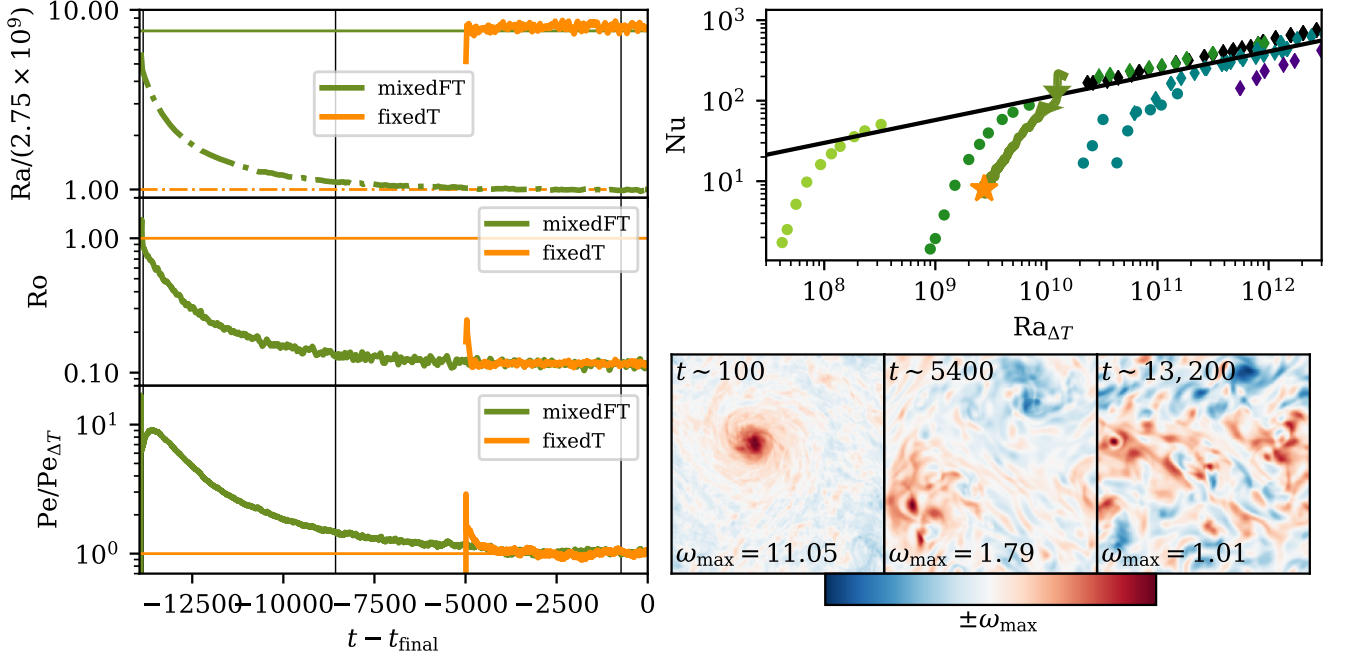 10.00
1.00
Ra/(2.75 × 10⁹)
mixedFT
fixedT
1.00
0.10
Ro
mixedFT
fixedT
10¹
10⁰
Pe/Pe_ΔT
mixedFT
fixedT
−12500 −10000 −7500 −5000 −2500 0
t − t_final
10³
10²
10¹
Nu
10⁸ 10⁹ 10¹⁰ 10¹¹ 10¹²
Ra_ΔT
t ~ 100 t ~ 5400 t ~ 13, 200
ω_max = 11.05 ω_max = 1.79 ω_max = 1.01
±ω_max